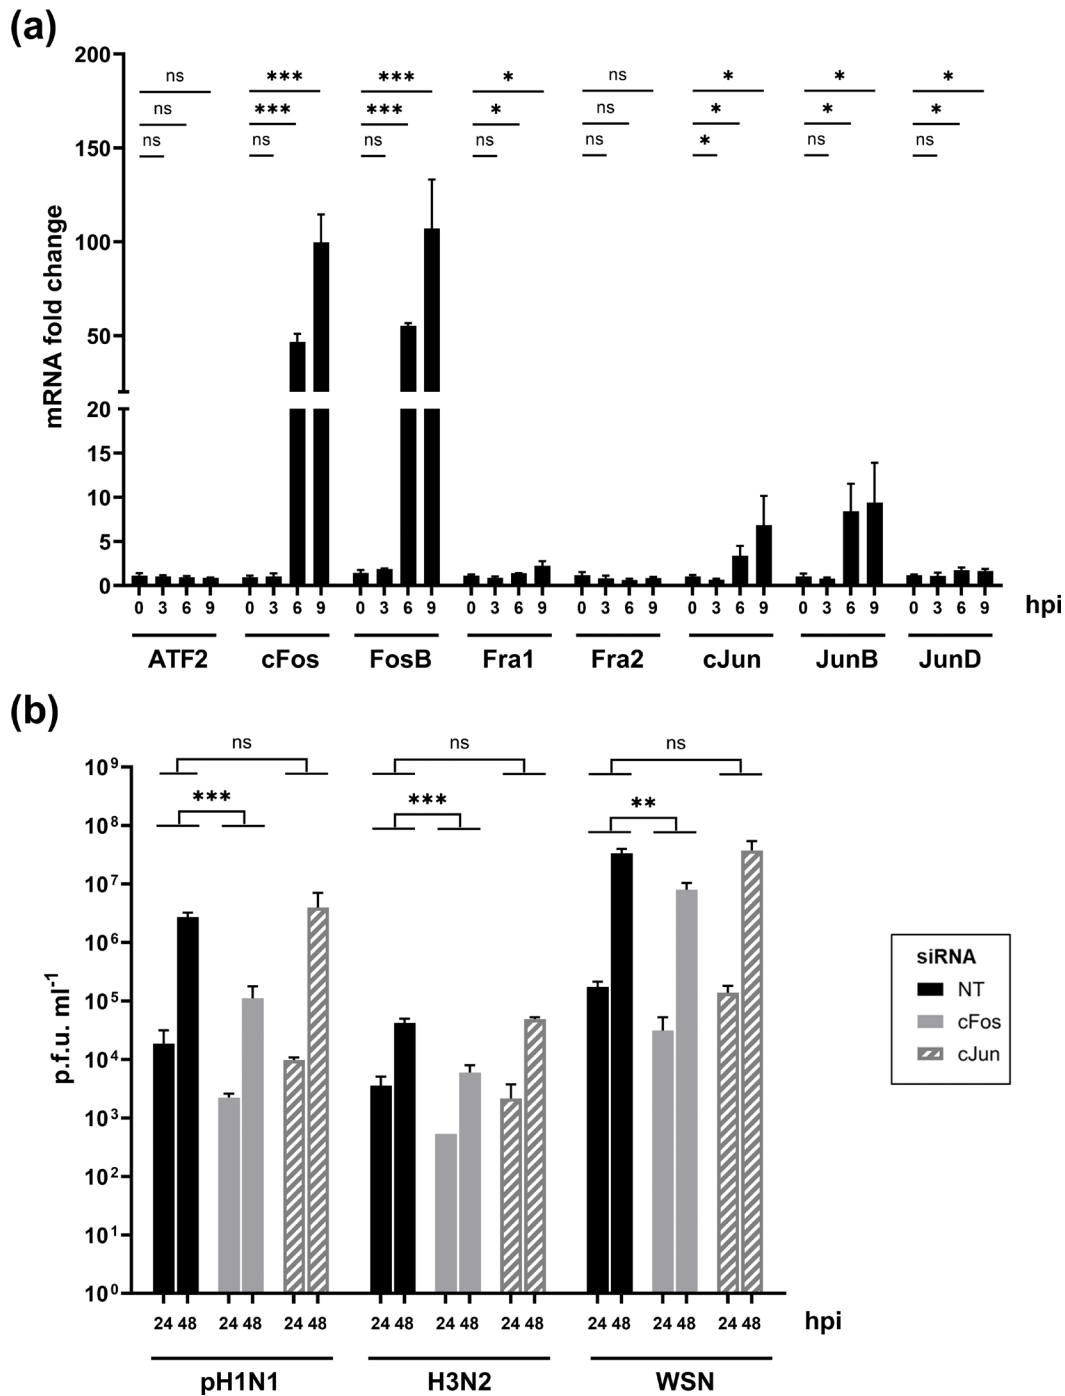 (a)
mRNA fold change
200
150
100
50
20
15
10
5
0
ns *** *** * ns * * *
ns *** *** * ns * * *
ns ns ns ns ns * ns ns
0 3 6 9 0 3 6 9 0 3 6 9 0 3 6 9 0 3 6 9 0 3 6 9 0 3 6 9 0 3 6 9 hpi
ATF2 cFos FosB Fra1 Fra2 cJun JunB JunD
(b)
p.f.u. ml⁻¹
10⁹
10⁸
10⁷
10⁶
10⁵
10⁴
10³
10²
10¹
10⁰
ns ns ns
*** *** **
siRNA
NT
cFos
cJun
24 48 24 48 24 48 24 48 24 48 24 48 24 48 24 48 24 48 hpi
pH1N1 H3N2 WSN